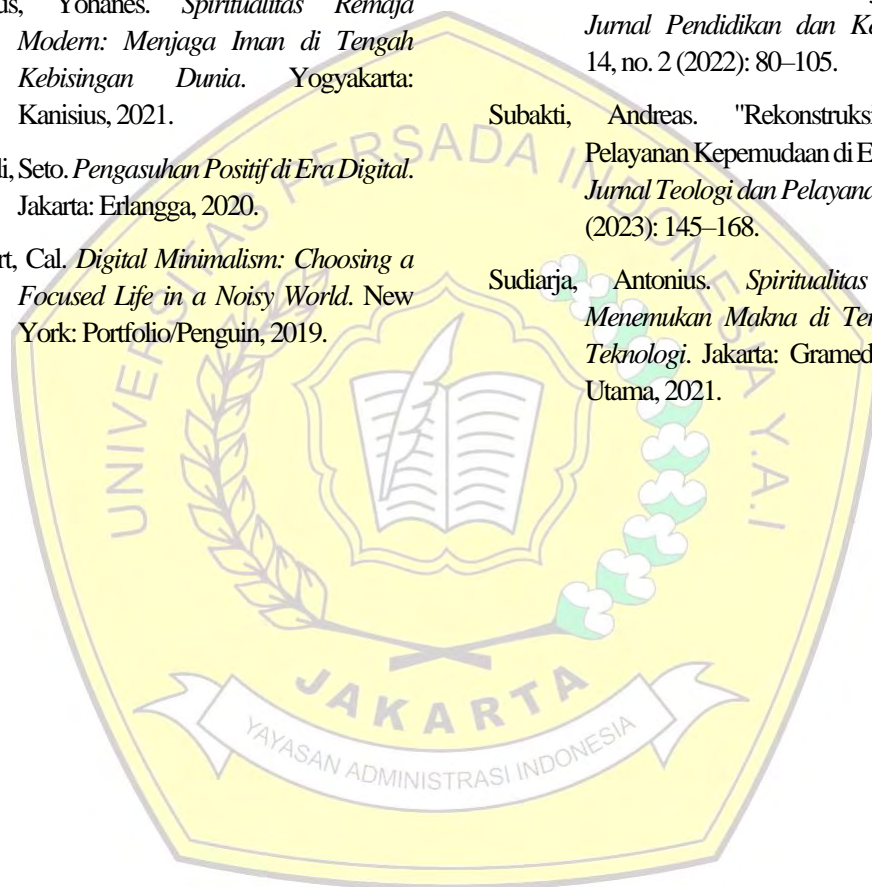 Yohanes. Spiritualitas Remaja
Modern: Menjaga Iman di Tengah
Kebisingan Dunia. Yogyakarta:
Kanisius, 2021.
Seto. Pengasuhan Positif di Era Digital.
Jakarta: Erlangga, 2020.
Cal. Digital Minimalism: Choosing a
Focused Life in a Noisy World. New
York: Portfolio/Penguin, 2019.
Jurnal Pendidikan dan
14, no. 2 (2022): 80–105.
Subakti, Andreas. "Rekonstruksi
Pelayanan Kepemudaan di
Jurnal Teologi dan
(2023): 145–168.
Sudiarja, Antonius. Spiritualitas
Menemukan Makna di
Teknologi. Jakarta:
Utama, 2021.
UNIVERSITAS PERSADA INDONESIA Y.A.I
JAKARTA
YAYASAN ADMINISTRASI INDONESIA